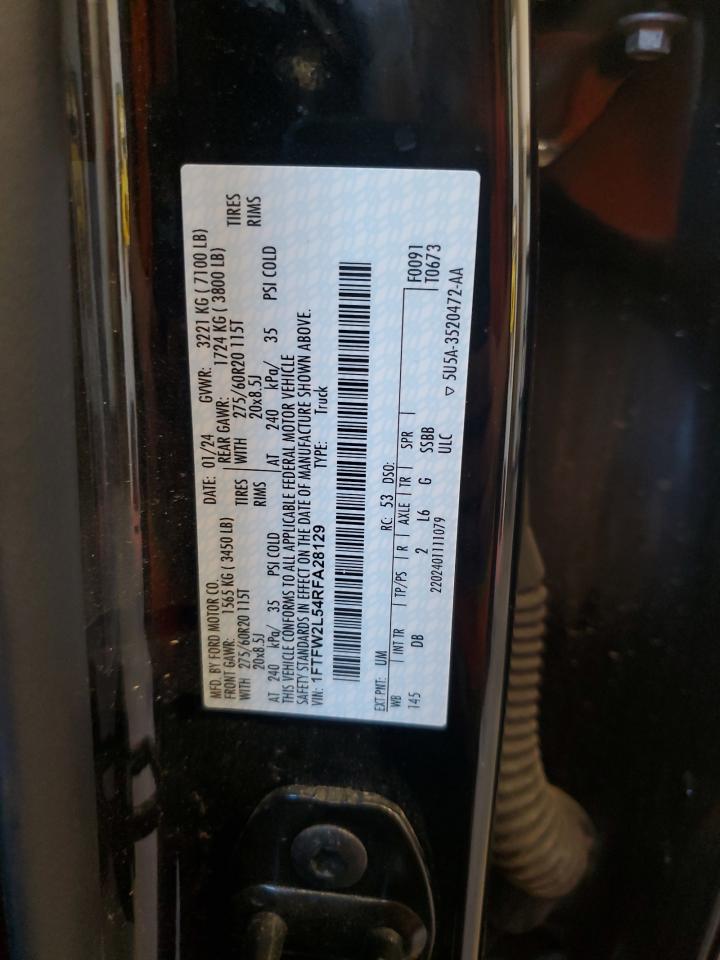 MFD. BY FORD MOTOR CO. DATE: 01/24 GVWR: 3221 KG ( 7100 LB)
FRONT GAWR: 1565 KG ( 3450 LB) REAR GAWR: 1724 KG ( 3800 LB)
WITH 275/60R20 115T TIRES WITH 275/60R20 115T TIRES
20x8.5J RIMS 20x8.5J RIMS
AT 240 kPa/ 35 PSI COLD AT 240 kPa/ 35 PSI COLD
THIS VEHICLE CONFORMS TO ALL APPLICABLE FEDERAL MOTOR VEHICLE
SAFETY STANDARDS IN EFFECT ON THE DATE OF MANUFACTURE SHOWN ABOVE.
VIN: 1FTFW2L54RFA28129 TYPE: Truck
F0091
EXT PNT: UM RC: 53 DSO: T0673
WB INT TR TP/PS R AXLE TR SPR
145 DB 2 L6 G SSBB ▽ 5U5A-3520472-AA
2202401111079 ULC